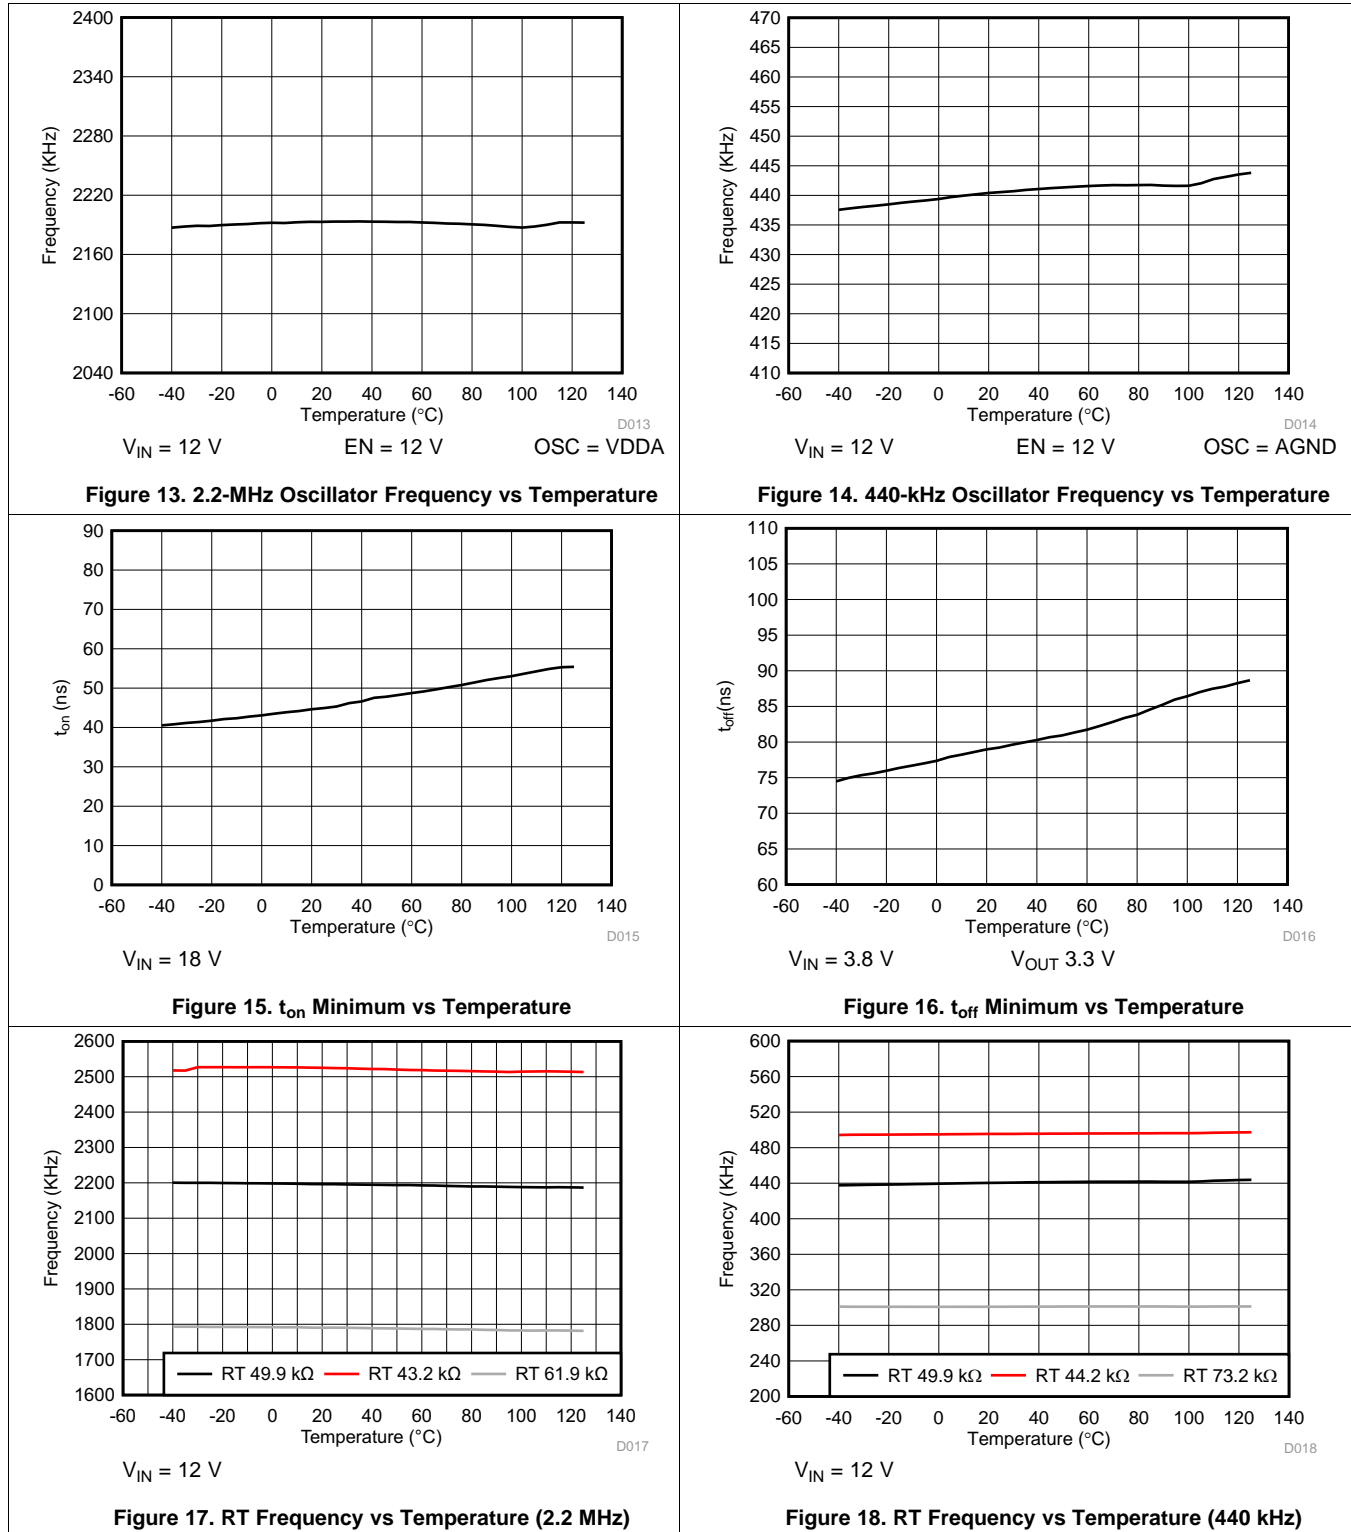 2400
2340
2280
2220
2160
2100
2040
Frequency (KHz)
-60 -40 -20 0 20 40 60 80 100 120 140
Temperature (°C)
D013
VIN = 12 V EN = 12 V OSC = VDDA
Figure 13. 2.2-MHz Oscillator Frequency vs Temperature
470
465
460
455
450
445
440
435
430
425
420
415
410
Frequency (KHz)
-60 -40 -20 0 20 40 60 80 100 120 140
Temperature (°C)
D014
VIN = 12 V EN = 12 V OSC = AGND
Figure 14. 440-kHz Oscillator Frequency vs Temperature
90
80
70
60
50
40
30
20
10
0
ton (ns)
-60 -40 -20 0 20 40 60 80 100 120 140
Temperature (°C)
D015
VIN = 18 V
Figure 15. ton Minimum vs Temperature
110
105
100
95
90
85
80
75
70
65
60
toff(ns)
-60 -40 -20 0 20 40 60 80 100 120 140
Temperature (°C)
D016
VIN = 3.8 V VOUT 3.3 V
Figure 16. toff Minimum vs Temperature
2600
2500
2400
2300
2200
2100
2000
1900
1800
1700
1600
Frequency (KHz)
RT 49.9 kΩ RT 43.2 kΩ RT 61.9 kΩ
-60 -40 -20 0 20 40 60 80 100 120 140
Temperature (°C)
D017
VIN = 12 V
Figure 17. RT Frequency vs Temperature (2.2 MHz)
600
560
520
480
440
400
360
320
280
240
200
Frequency (KHz)
RT 49.9 kΩ RT 44.2 kΩ RT 73.2 kΩ
-60 -40 -20 0 20 40 60 80 100 120 140
Temperature (°C)
D018
VIN = 12 V
Figure 18. RT Frequency vs Temperature (440 kHz)